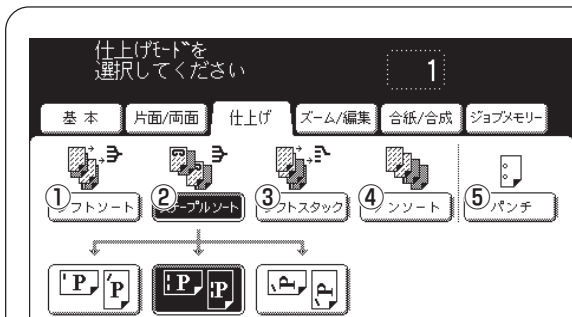 仕上げﾓｰﾄﾞを
選択してください
1
基 本
片面/両面
仕上げ
ズーム/編集
合紙/合成
ジョブメモリー
① フトソート
② テープルソート
③ フトスタック
④ ンソート
⑤ パンチ
P P
P P
P P